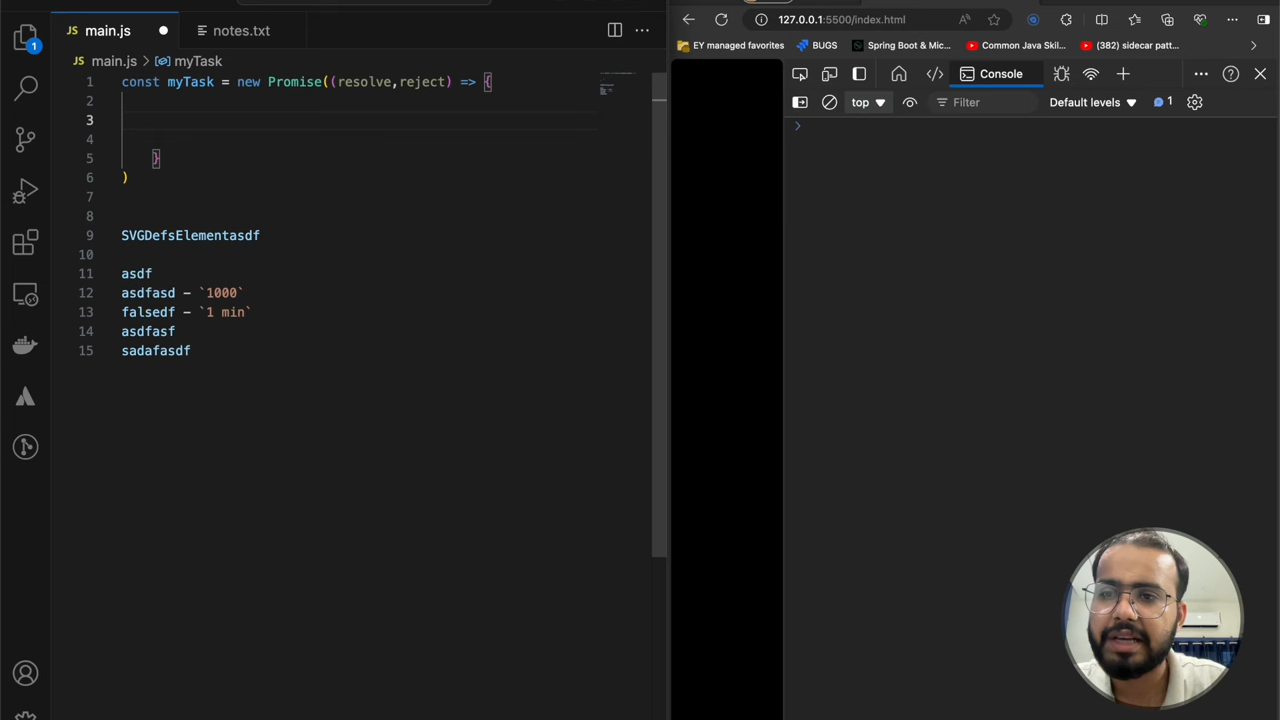 JS main.js
notes.txt
JS main.js > myTask
1 const myTask = new Promise((resolve,reject) => {
2
3
4
5 }
6 )
7
8
9 SVGDefsElementasdf
10
11 asdf
12 asdfasd - `1000`
13 falsedf - `1 min`
14 asdfasf
15 sadafasdf
1
127.0.0.1:5500/index.html
EY managed favorites
BUGS
Spring Boot & Mic...
Common Java Skil...
(382) sidecar patt...
Console
top
Filter
Default levels
1